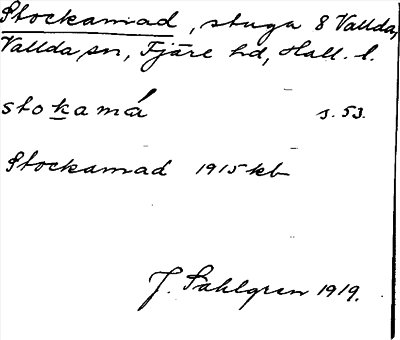 Stockamad, stuga 8 Vallda,
Vallda sn, Fjäre hd, Hall. l.
stokamá s. 53.
Stockamad 1915 kb
J. Sahlgren 1919.